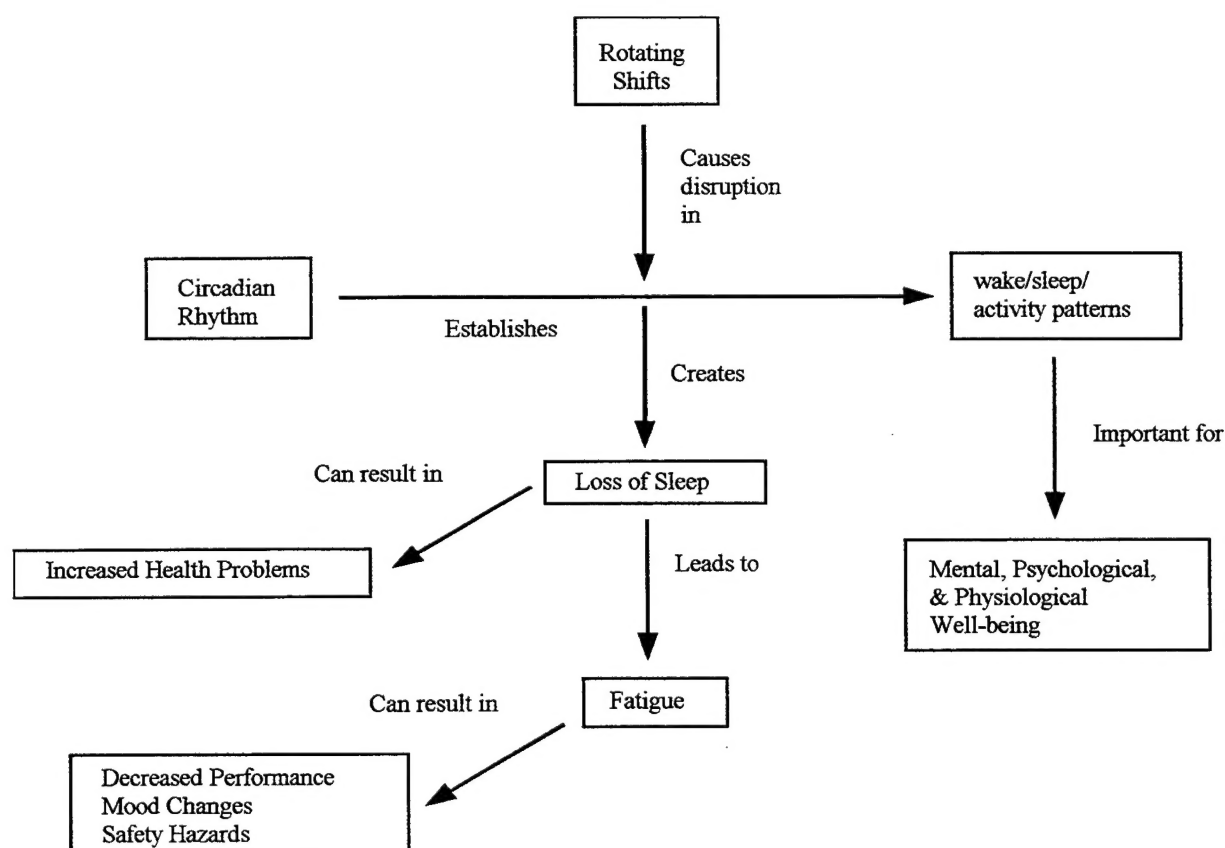 Rotating
Shifts
Causes
disruption
in
Circadian
Rhythm
Establishes
wake/sleep/
activity patterns
Creates
Important for
Can result in
Loss of Sleep
Increased Health Problems
Leads to
Mental, Psychological,
& Physiological
Well-being
Can result in
Fatigue
Decreased Performance
Mood Changes
Safety Hazards